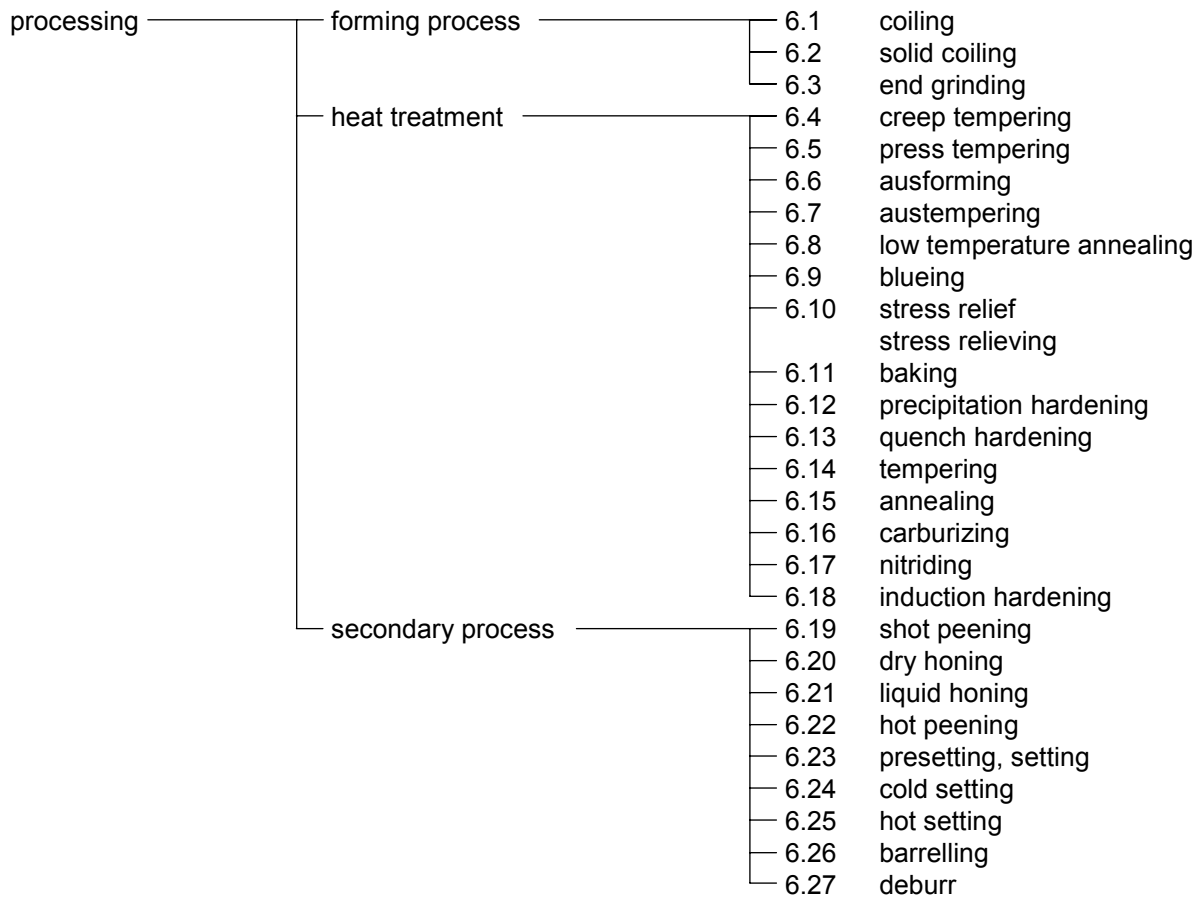 processing forming process 6.1 coiling
6.2 solid coiling
6.3 end grinding
heat treatment 6.4 creep tempering
6.5 press tempering
6.6 ausforming
6.7 austempering
6.8 low temperature annealing
6.9 blueing
6.10 stress relief
stress relieving
6.11 baking
6.12 precipitation hardening
6.13 quench hardening
6.14 tempering
6.15 annealing
6.16 carburizing
6.17 nitriding
6.18 induction hardening
secondary process 6.19 shot peening
6.20 dry honing
6.21 liquid honing
6.22 hot peening
6.23 presetting, setting
6.24 cold setting
6.25 hot setting
6.26 barrelling
6.27 deburr